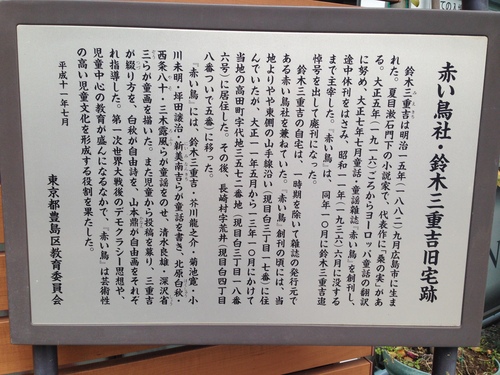 赤い鳥社・鈴木三重吉旧宅跡
鈴木三重吉は明治一五年(一八八二)九月広島市に生ま
れた。夏目漱石門下の小説家で、代表作に「桑の実」があ
る。大正五年(一九一六)ごろからヨーロッパ童話の翻訳
に努め、大正七年七月童話・童謡雑誌『赤い鳥』を創刊し、
途中休刊をはさみ、昭和一一年(一九三六)六月に没する
まで主宰した。『赤い鳥』は、同年一〇月に鈴木三重吉追
悼号を出して廃刊になった。
鈴木三重吉の自宅は、一時期を除いて雑誌の発行元で
ある赤い鳥社を兼ねていた。『赤い鳥』創刊の頃には、当
地よりやや東側の山手線沿い(現目白三丁目一七番)に住
んでいたが、大正一一年五月から一三年一〇月にかけて
当地の高田町字代地三五七二番地(現目白三丁目一八番
六号)に居住した。その後、長崎村字荒井(現目白四丁目
八番)ついで五番に移った。
『赤い鳥』には、鈴木三重吉・芥川龍之介・菊池寛・小
川未明・坪田譲治・新美南吉らが童話を書き、北原白秋・
西条八十・三木露風らが童謡をのせ、清水良雄・深沢省
三らが童画を描いた。また児童から投稿を募り、三重吉
が綴り方を、白秋が自由詩を、山本鼎が自由画をそれぞ
れ指導した。第一次世界大戦後のデモクラシー思想や、
児童中心の教育が盛んになるなかで、『赤い鳥』は芸術性
の高い児童文化を形成する役割を果たした。
平成十一年七月
東京都豊島区教育委員会